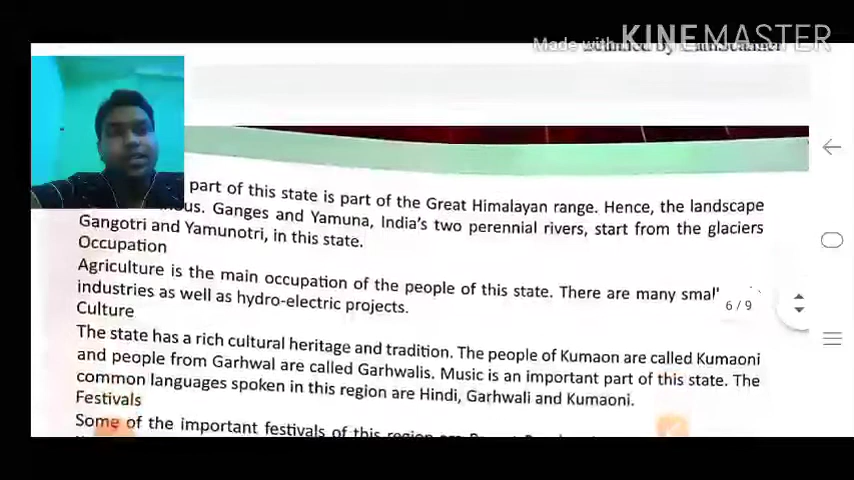 Made with KINEMASTER
part of this state is part of the Great Himalayan range. Hence, the landscape
Ganges and Yamuna, India's two perennial rivers, start from the glaciers
Gangotri and Yamunotri, in this state.
Occupation
Agriculture is the main occupation of the people of this state. There are many
industries as well as hydro-electric projects.
6/9
Culture
The state has a rich cultural heritage and tradition. The people of Kumaon are called Kumaoni
and people from Garhwal are called Garhwalis. Music is an important part of this state. The
common languages spoken in this region are Hindi, Garhwali and Kumaoni.
Festivals
Some of the important festivals of this region are